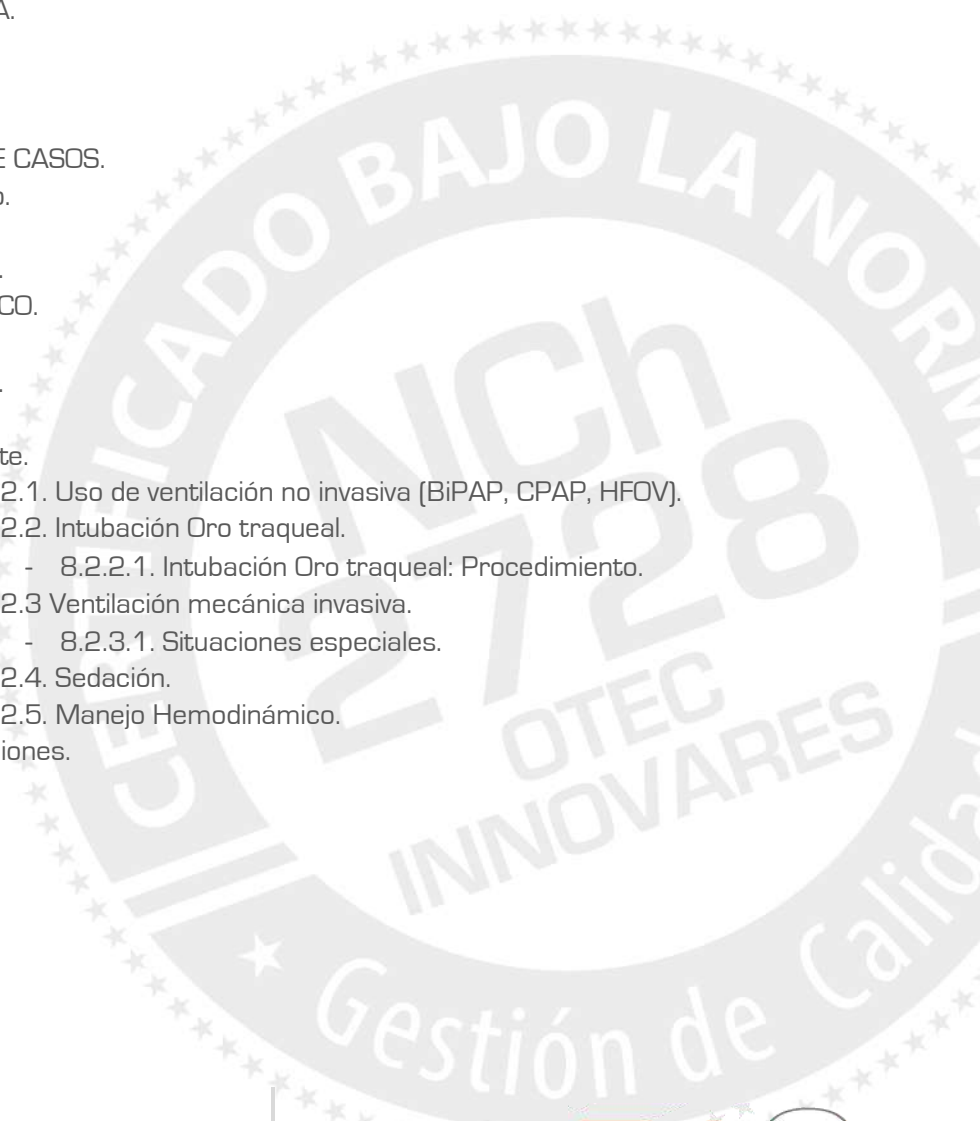 A.
E CASOS.
o.
.
CO.
.
te.
2.1. Uso de ventilación no invasiva (BiPAP, CPAP, HFOV).
2.2. Intubación Oro traqueal.
- 8.2.2.1. Intubación Oro traqueal: Procedimiento.
2.3 Ventilación mecánica invasiva.
- 8.2.3.1. Situaciones especiales.
2.4. Sedación.
2.5. Manejo Hemodinámico.
iones.
CERTIFICADO BAJO LA NORM
NCh
2728
OTEC
INNOVARES
Gestión de Calidad